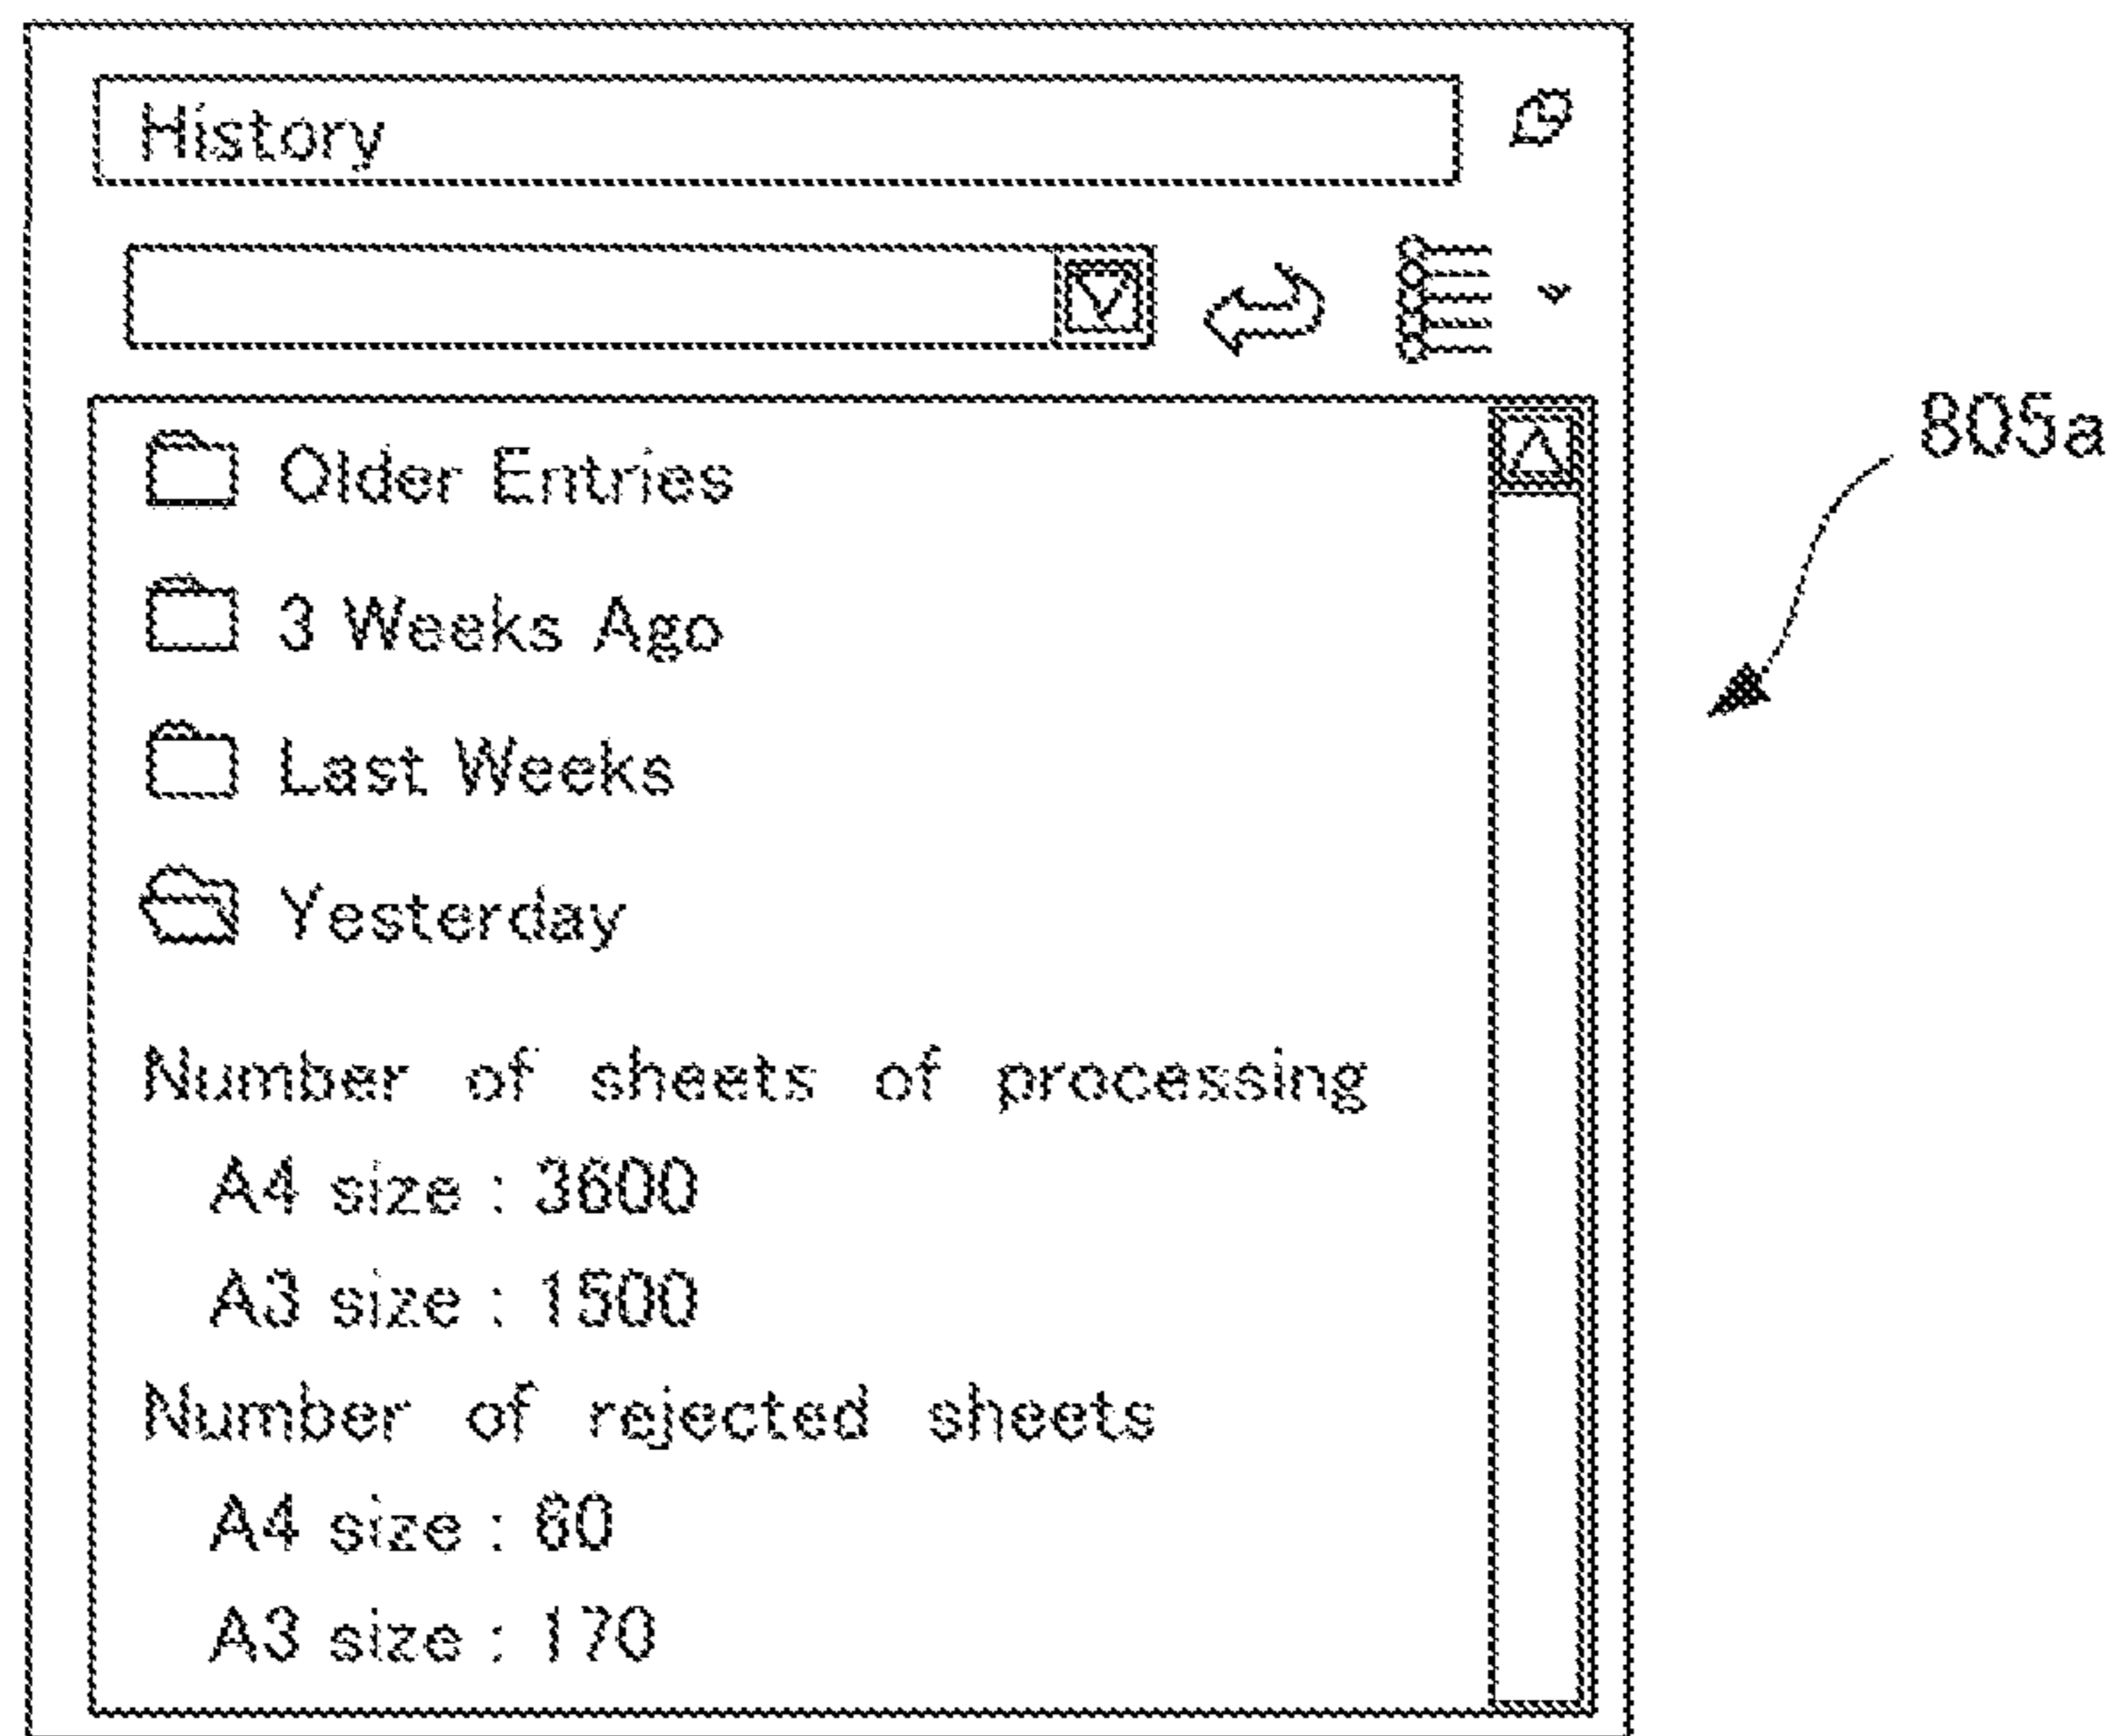 History
Older Entries
805a
3 Weeks Ago
Last Weeks
Yesterday
Number of sheets of processing
A4 size : 3600
A3 size : 1500
Number of rejected sheets
A4 size : 60
A3 size : 170